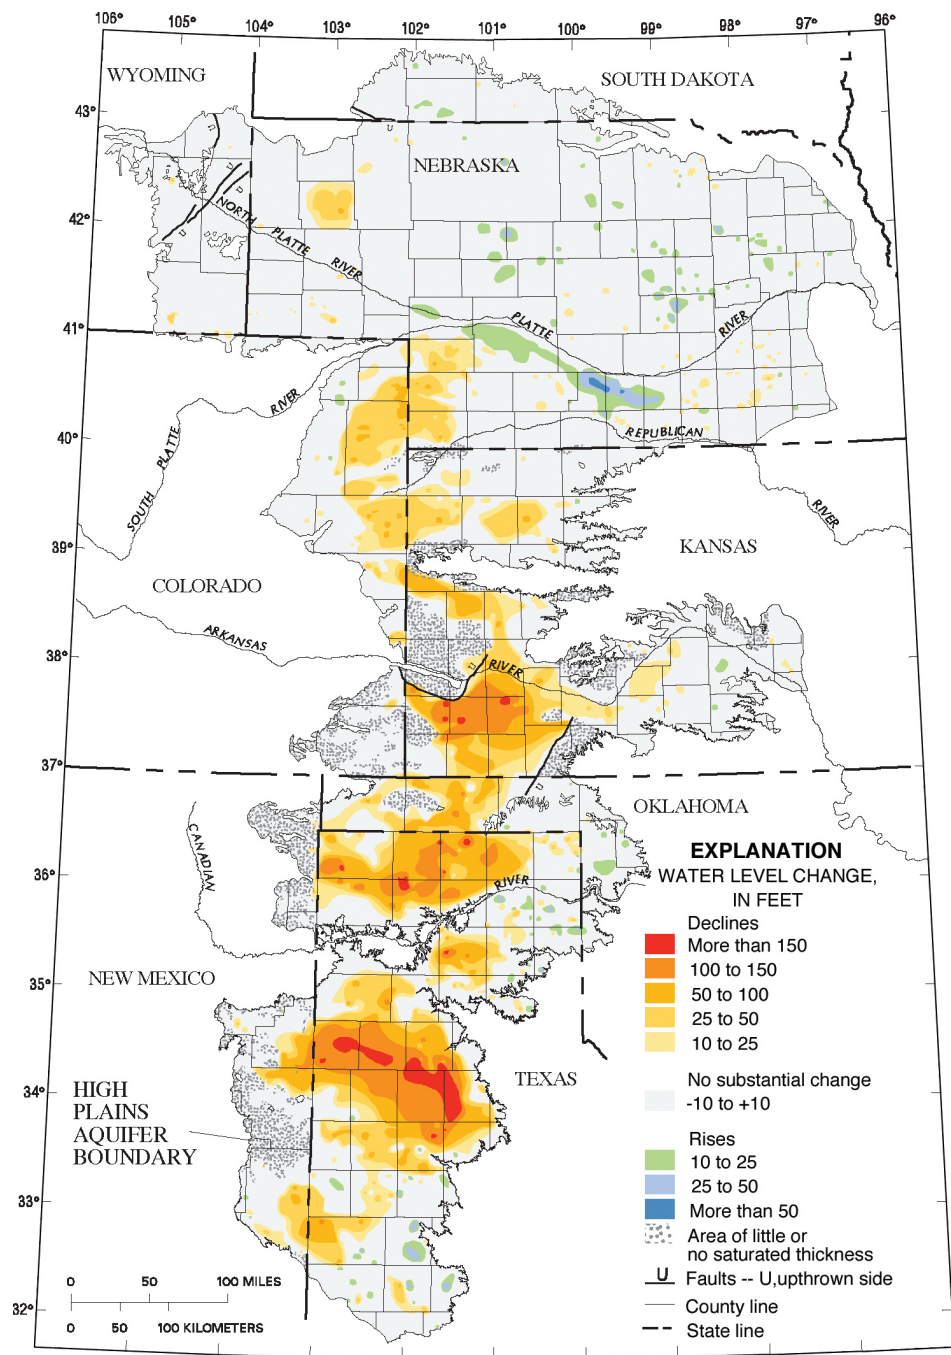 106° 105° 104° 103° 102° 101° 100° 99° 98° 97° 96°
WYOMING
SOUTH DAKOTA
43°
U
NEBRASKA
U
U
42°
NORTH PLATTE RIVER
U
41°
PLATTE RIVER
SOUTH PLATTE RIVER
40°
REPUBLICAN RIVER
39°
KANSAS
COLORADO
ARKANSAS RIVER
38°
U
37°
OKLAHOMA
CANADIAN RIVER
36°
35°
NEW MEXICO
TEXAS
34°
HIGH
PLAINS
AQUIFER
BOUNDARY
33°
32°
0 50 100 MILES
0 50 100 KILOMETERS
EXPLANATION
WATER LEVEL CHANGE,
IN FEET
Declines
More than 150
100 to 150
50 to 100
25 to 50
10 to 25
No substantial change
-10 to +10
Rises
10 to 25
25 to 50
More than 50
Area of little or
no saturated thickness
U Faults -- U,upthrown side
County line
State line